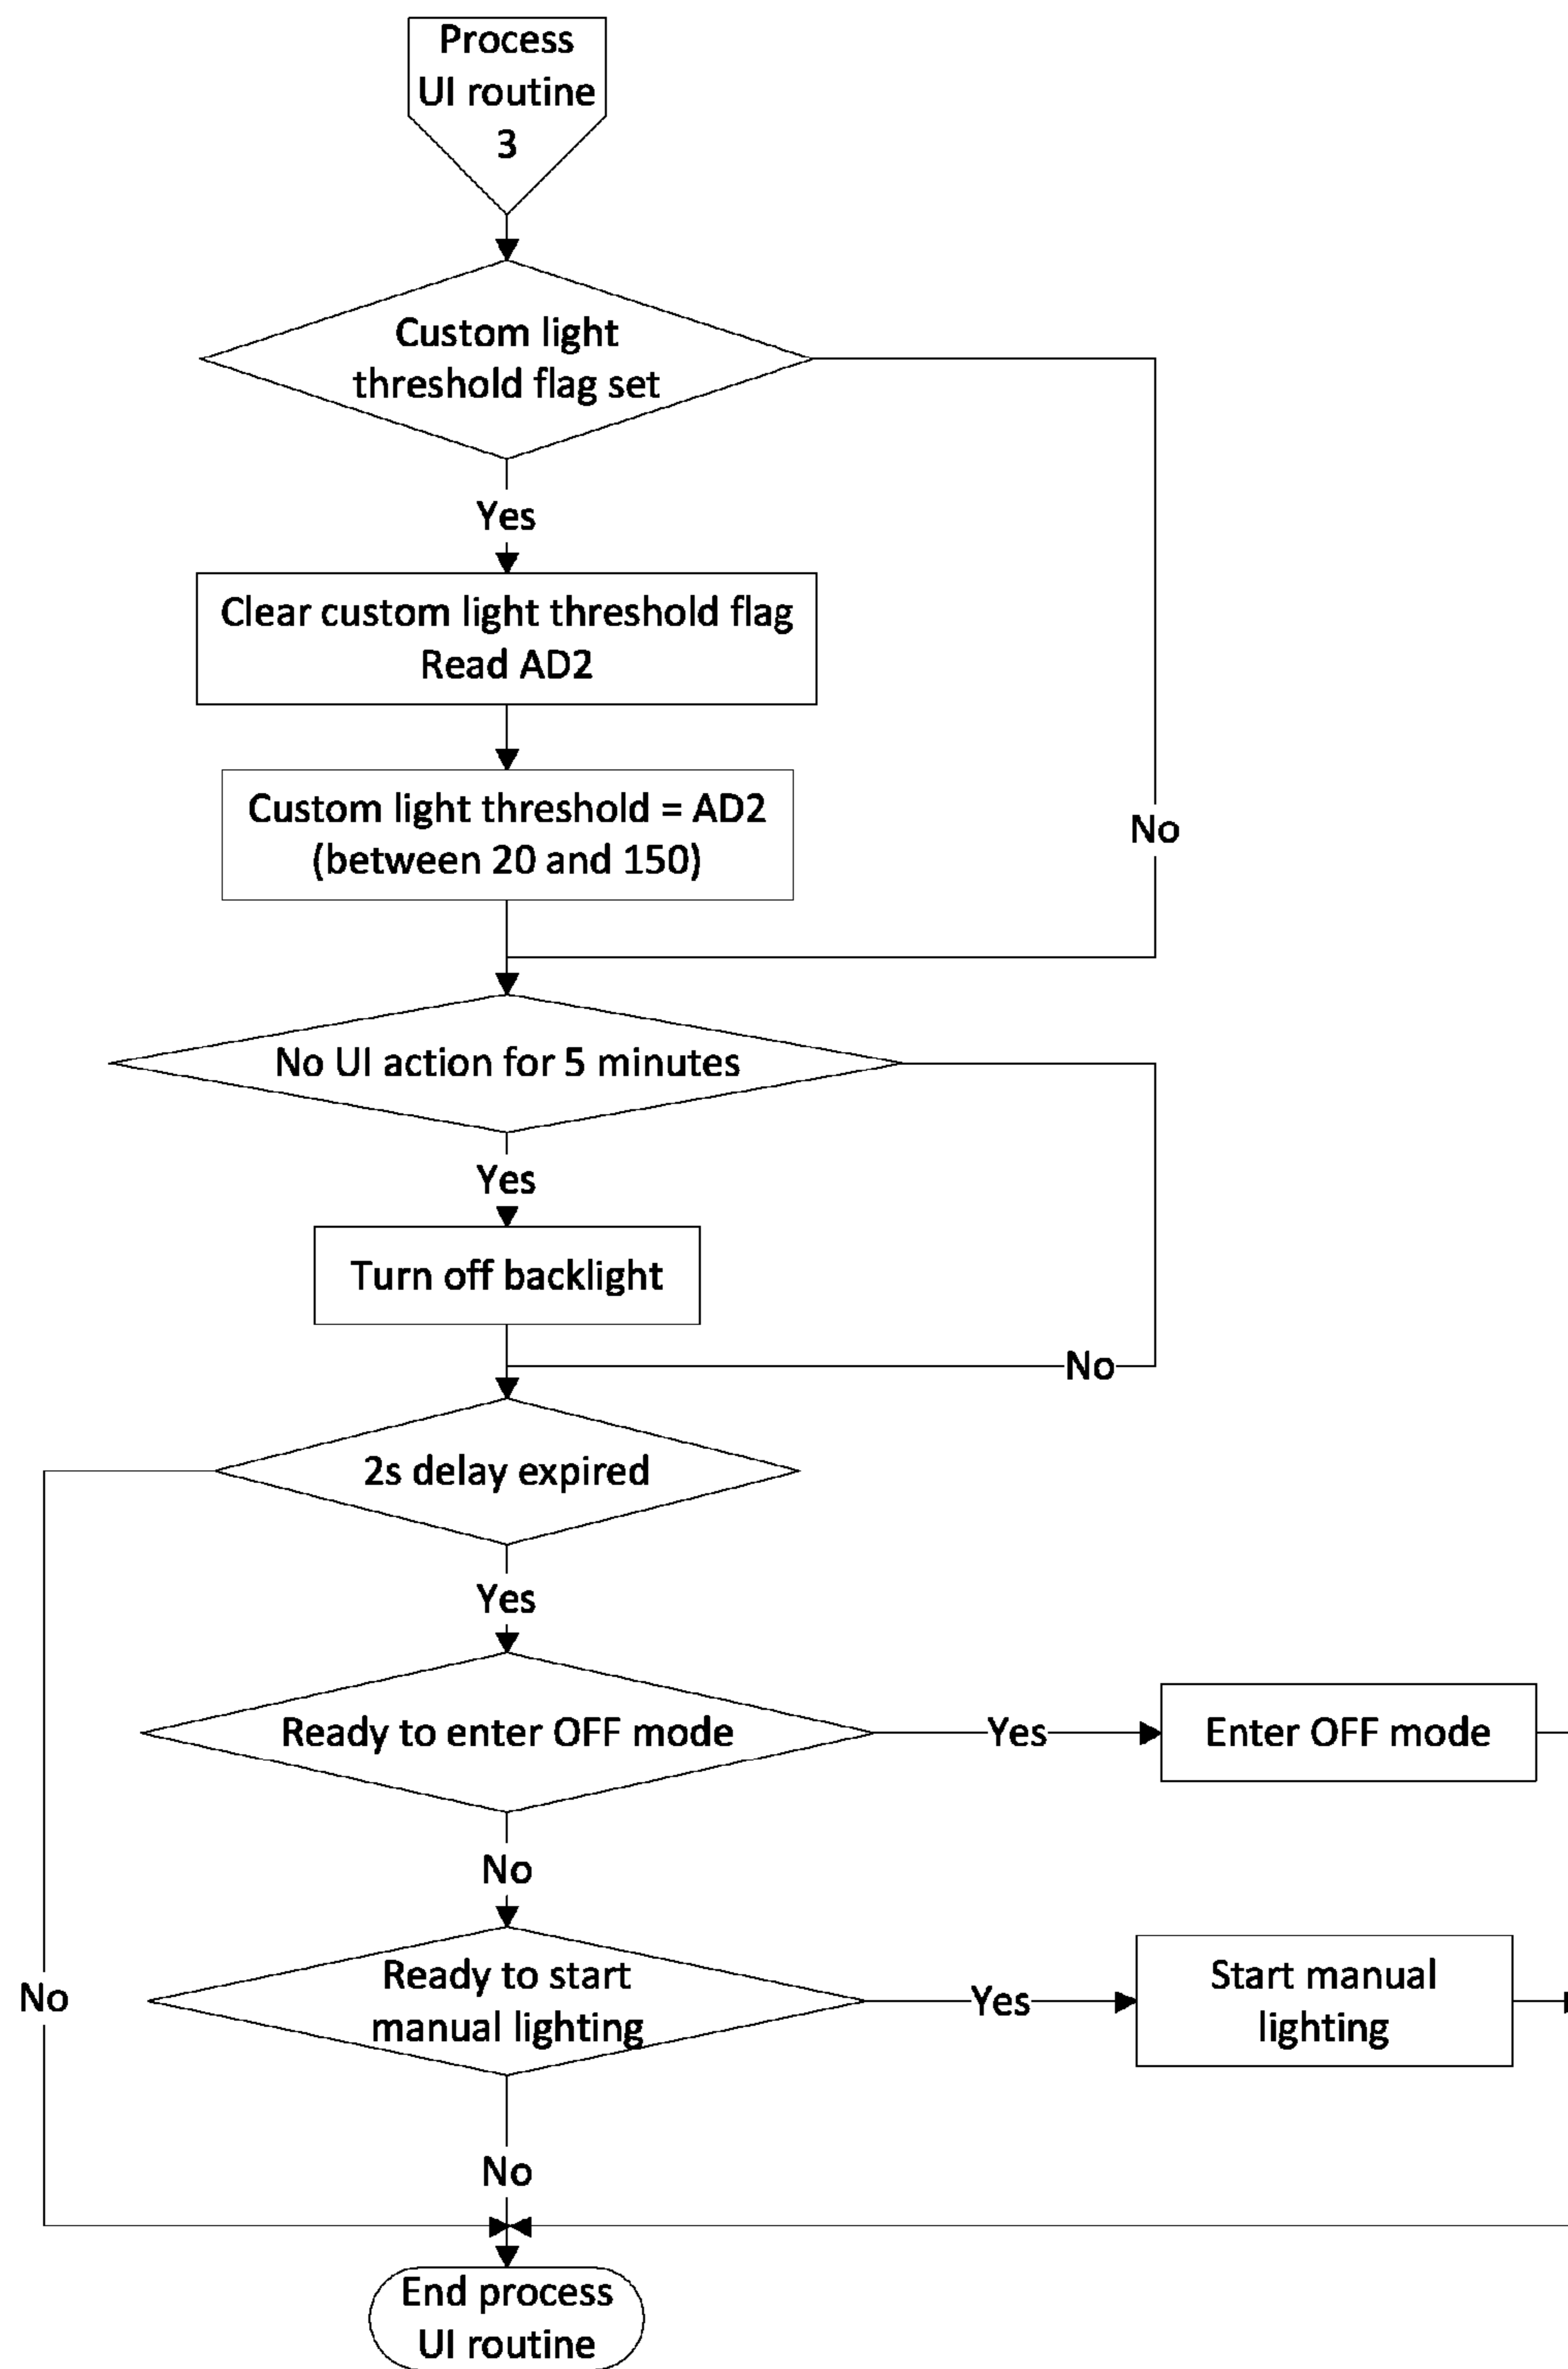 Process
UI routine
3
Custom light
threshold flag set
Yes
Clear custom light threshold flag
Read AD2
Custom light threshold = AD2
(between 20 and 150)
No
No UI action for 5 minutes
Yes
Turn off backlight
No
2s delay expired
Yes
Ready to enter OFF mode
Yes
Enter OFF mode
No
Ready to start
manual lighting
Yes
Start manual
lighting
No
No
End process
UI routine